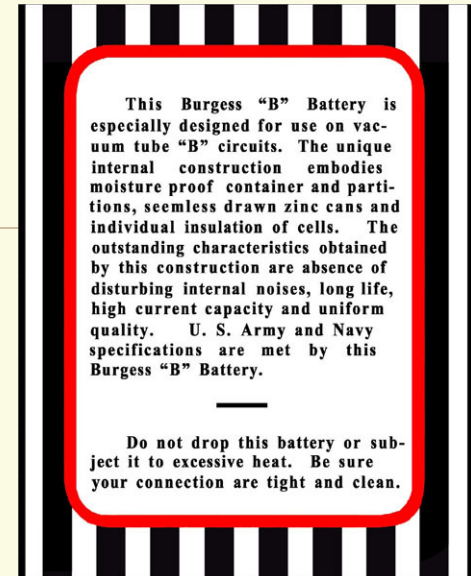 This Burgess “B” Battery is
especially designed for use on vac-
uum tube “B” circuits. The unique
internal construction embodies
moisture proof container and parti-
tions, seemless drawn zinc cans and
individual insulation of cells. The
outstanding characteristics obtained
by this construction are absence of
disturbing internal noises, long life,
high current capacity and uniform
quality. U. S. Army and Navy
specifications are met by this
Burgess “B” Battery.
Do not drop this battery or sub-
ject it to excessive heat. Be sure
your connection are tight and clean.